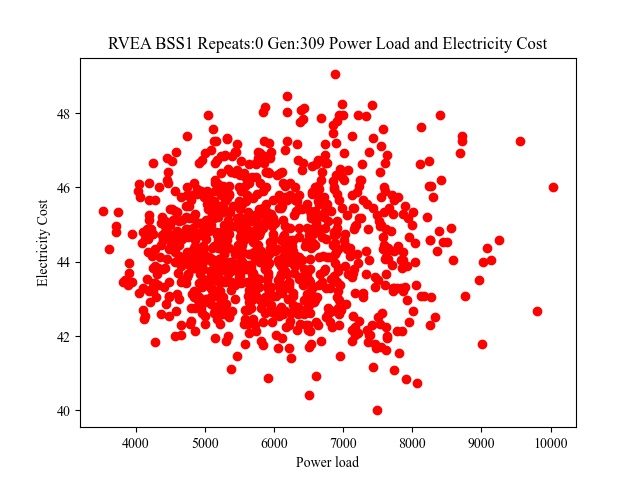 RVEA BSS1 Repeats:0 Gen:309 Power Load and Electricity Cost
48
46
44
42
40
Electricity Cost
4000 5000 6000 7000 8000 9000 10000
Power load